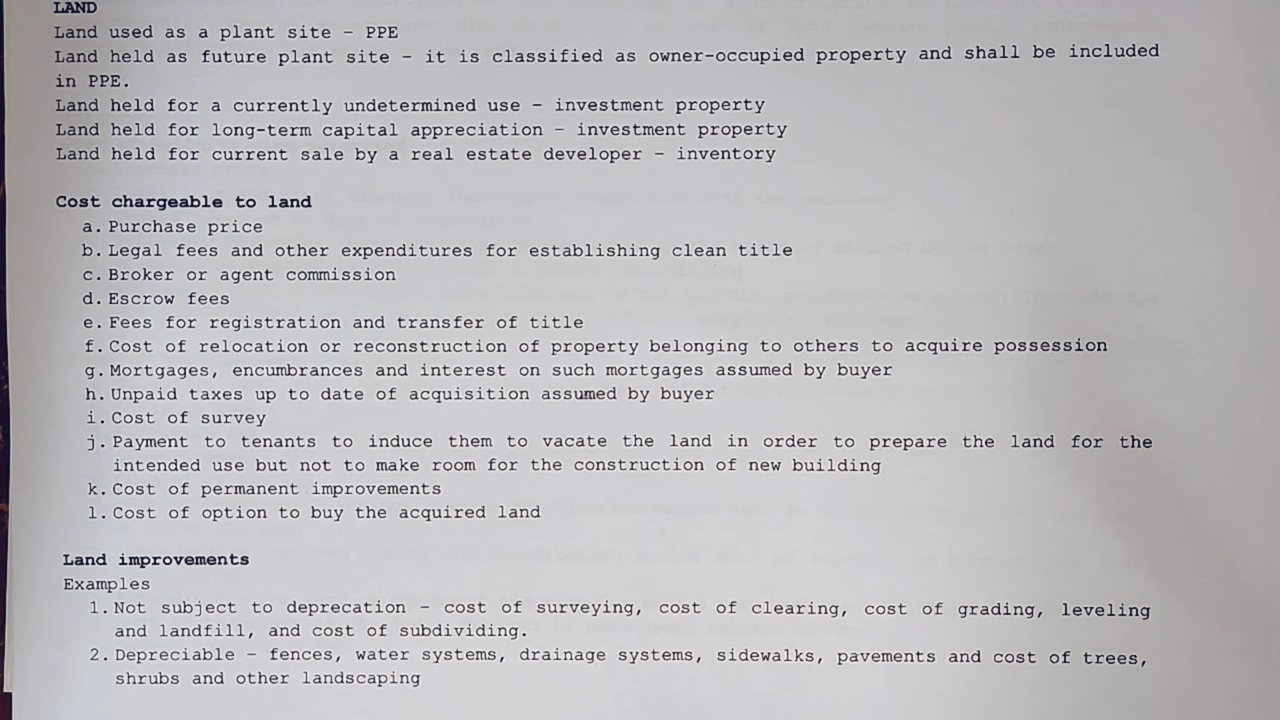 LAND
Land used as a plant site – PPE
Land held as future plant site – it is classified as owner-occupied property and shall be included
in PPE.
Land held for a currently undetermined use – investment property
Land held for long-term capital appreciation – investment property
Land held for current sale by a real estate developer – inventory
Cost chargeable to land
a. Purchase price
b. Legal fees and other expenditures for establishing clean title
c. Broker or agent commission
d. Escrow fees
e. Fees for registration and transfer of title
f. Cost of relocation or reconstruction of property belonging to others to acquire possession
g. Mortgages, encumbrances and interest on such mortgages assumed by buyer
h. Unpaid taxes up to date of acquisition assumed by buyer
i. Cost of survey
j. Payment to tenants to induce them to vacate the land in order to prepare the land for the
intended use but not to make room for the construction of new building
k. Cost of permanent improvements
l. Cost of option to buy the acquired land
Land improvements
Examples
1. Not subject to deprecation – cost of surveying, cost of clearing, cost of grading, leveling
and landfill, and cost of subdividing.
2. Depreciable – fences, water systems, drainage systems, sidewalks, pavements and cost of trees,
shrubs and other landscaping